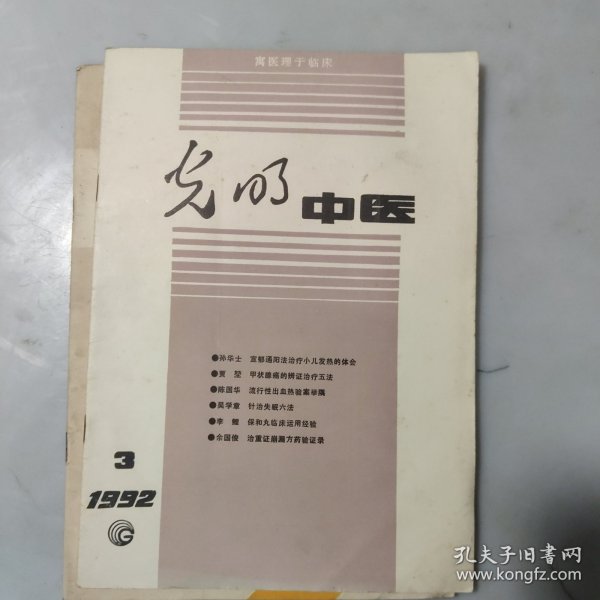 寓医理于临床
光明中医
●孙华士 宣郁通阳法治疗小儿发热的体会
●贾堃 甲状腺癌的辨证治疗五法
●陈国华 流行性出血热验案举隅
●吴学章 针治失眠六法
●李鲤 保和丸临床运用经验
●余国俊 治重证崩漏方药验证录
3
1992
G
孔夫子旧书网
www.kongfz.com